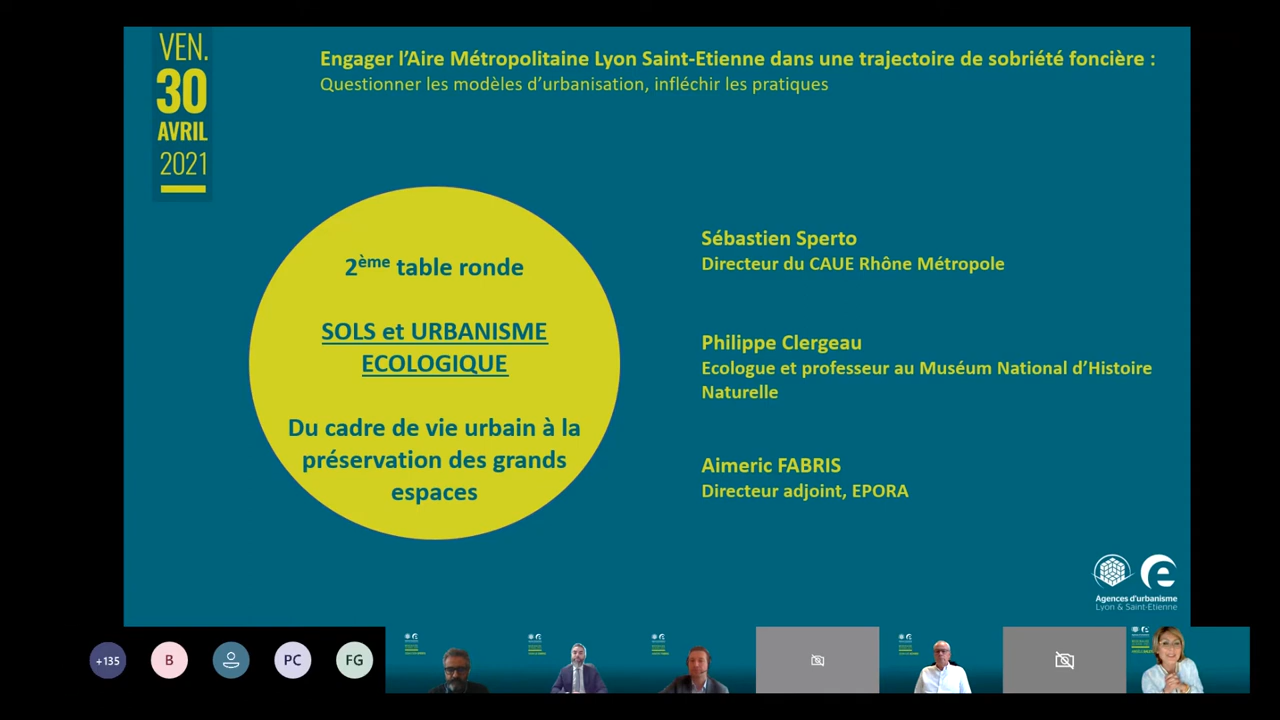 VEN.
30
AVRIL
2021
Engager l’Aire Métropolitaine Lyon Saint-Etienne dans une trajectoire de sobriété foncière :
Questionner les modèles d’urbanisation, infléchir les pratiques
2ème table ronde
SOLS et URBANISME
ECOLOGIQUE
Du cadre de vie urbain à la
préservation des grands
espaces
Sébastien Sperto
Directeur du CAUE Rhône Métropole
Philippe Clergeau
Ecologue et professeur au Muséum National d’Histoire
Naturelle
Aimeric FABRIS
Directeur adjoint, EPORA
Agences d'urbanisme
Lyon & Saint-Etienne
+135
B
PC
FG